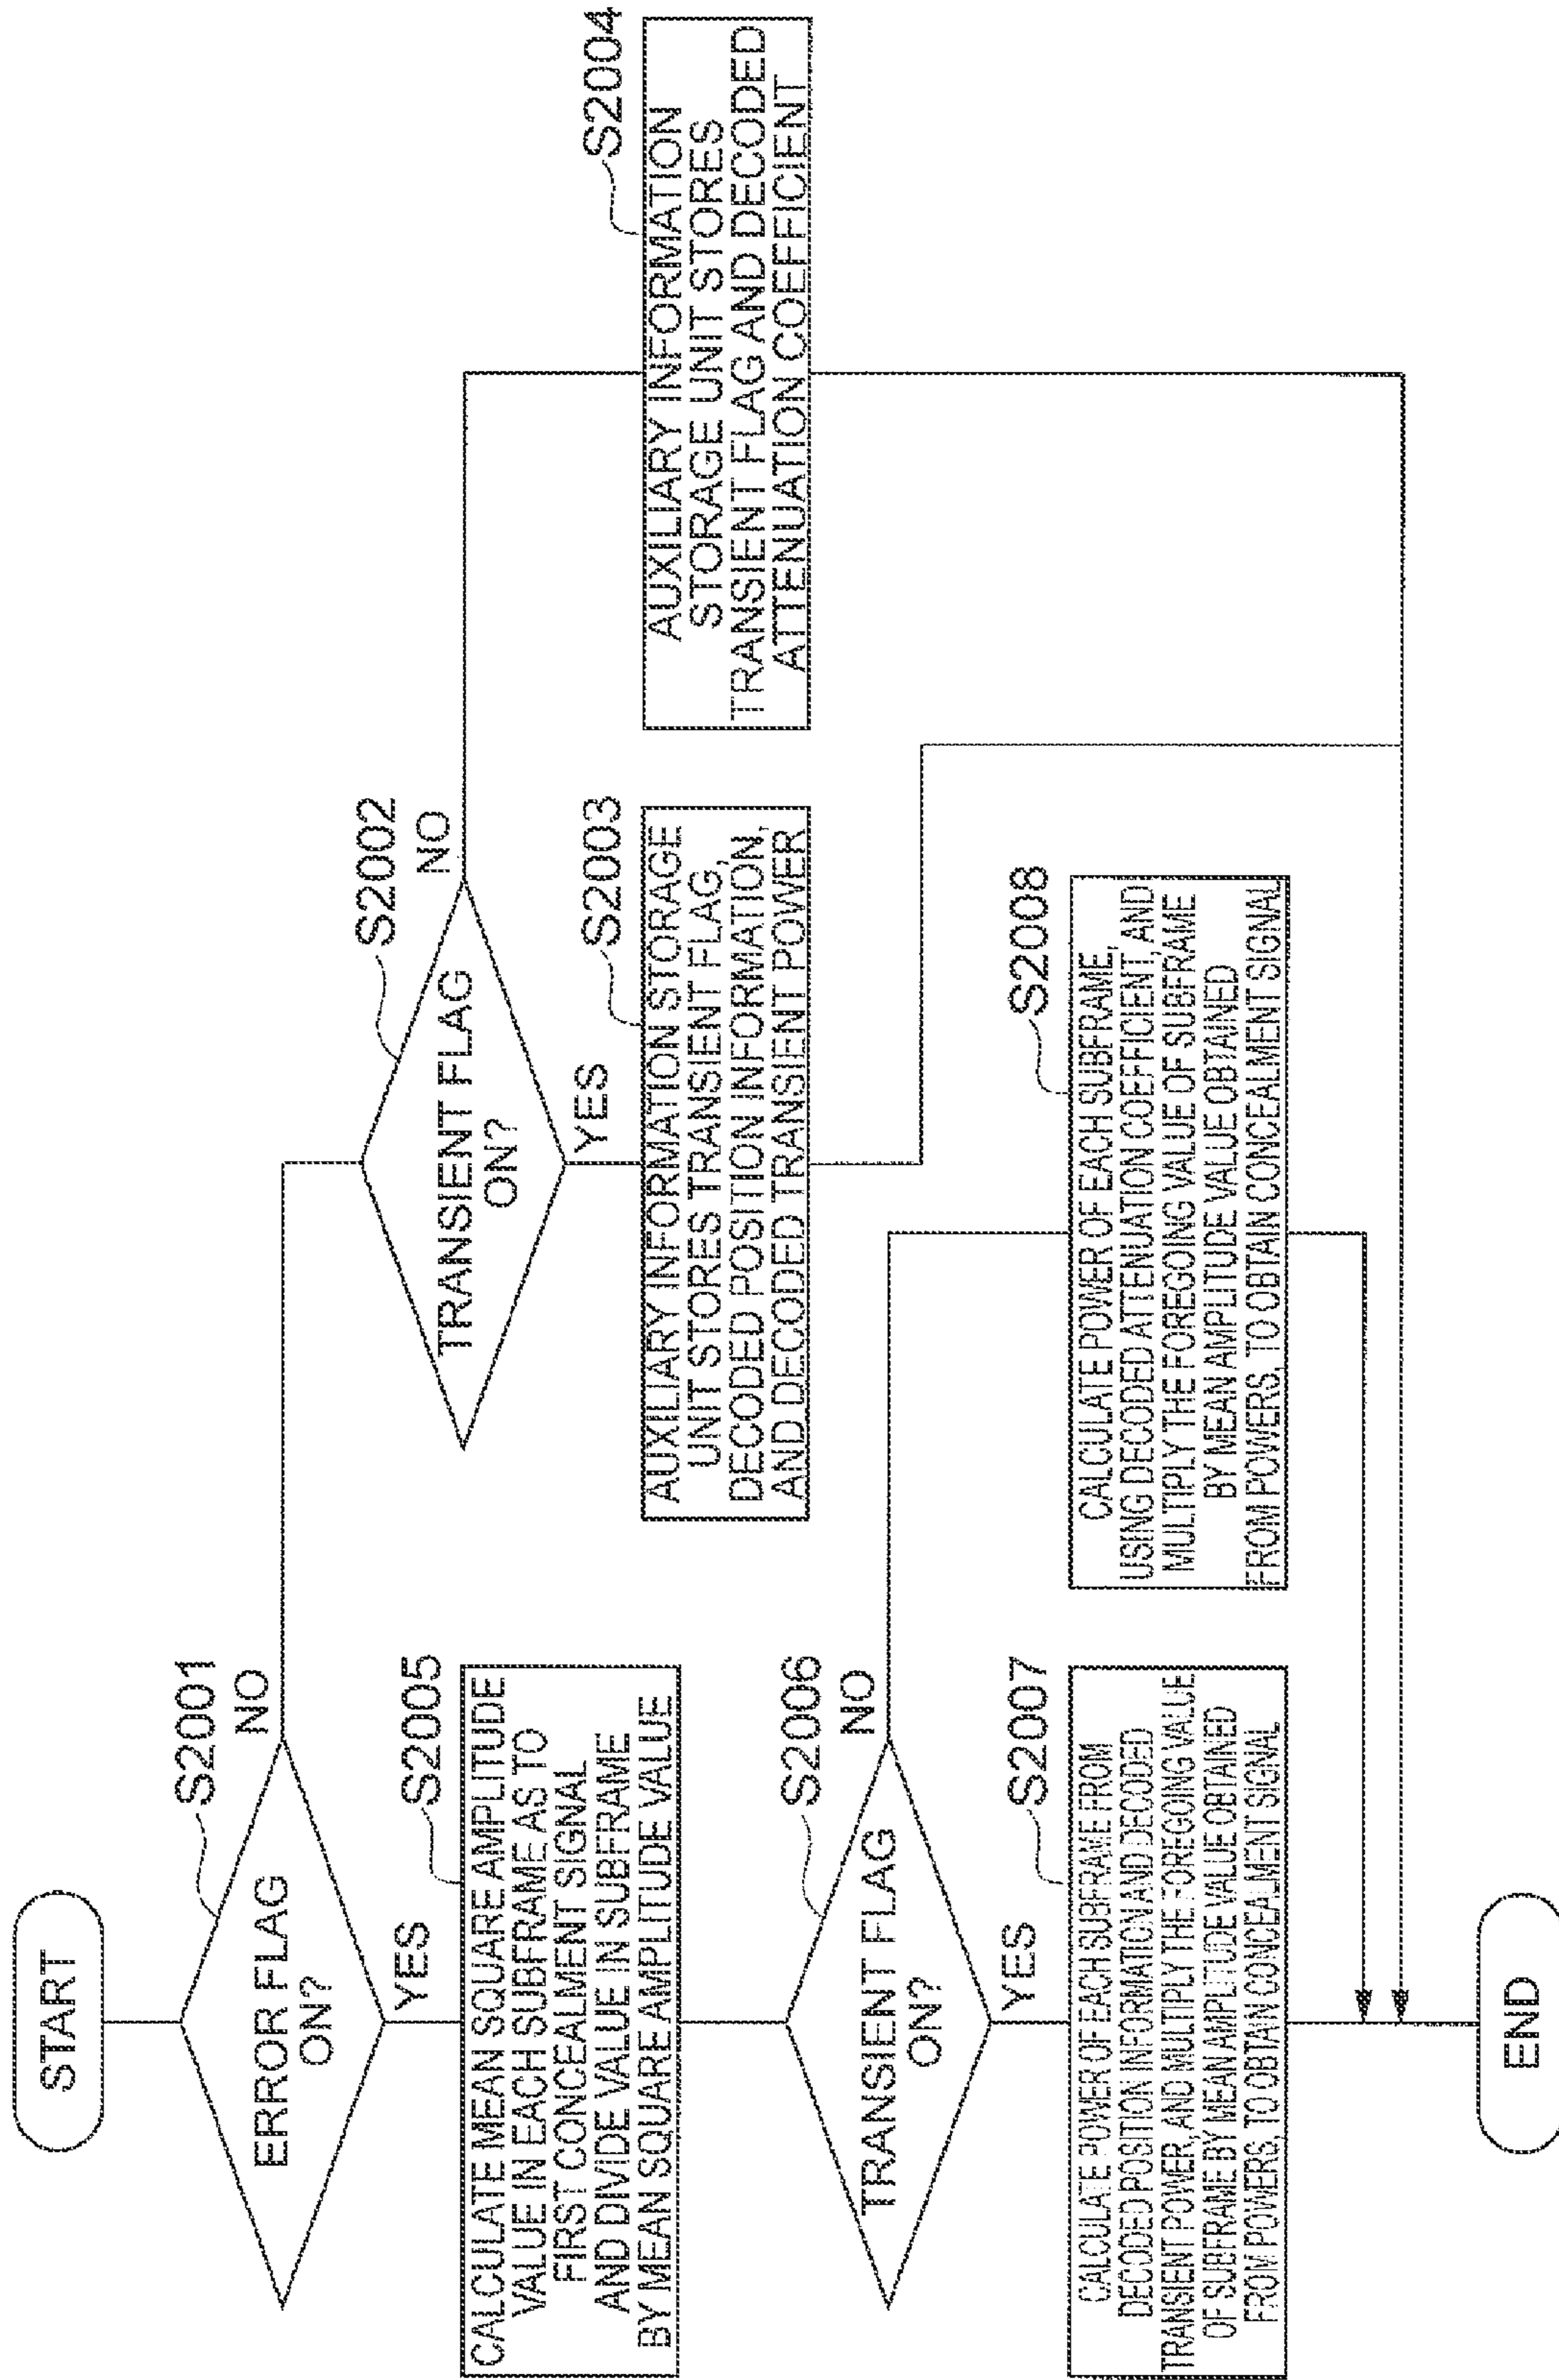 START
S2001
ERROR FLAG
ON?
NO
YES
S2002
TRANSIENT FLAG
ON?
NO
YES
S2003
AUXILIARY INFORMATION STORAGE
UNIT STORES TRANSIENT FLAG,
DECODED POSITION INFORMATION,
AND DECODED TRANSIENT POWER
S2004
AUXILIARY INFORMATION
STORAGE UNIT STORES
TRANSIENT FLAG AND DECODED
ATTENUATION COEFFICIENT
S2005
CALCULATE MEAN SQUARE AMPLITUDE
VALUE IN EACH SUBFRAME AS TO
FIRST CONCEALMENT SIGNAL
AND DIVIDE VALUE IN SUBFRAME
BY MEAN SQUARE AMPLITUDE VALUE
S2006
TRANSIENT FLAG
ON?
NO
YES
S2007
CALCULATE POWER OF EACH SUBFRAME FROM
DECODED POSITION INFORMATION AND DECODED
TRANSIENT POWER, AND MULTIPLY THE FOREGOING VALUE
OF SUBFRAME BY MEAN AMPLITUDE VALUE OBTAINED
FROM POWERS, TO OBTAIN CONCEALMENT SIGNAL
S2008
CALCULATE POWER OF EACH SUBFRAME,
USING DECODED ATTENUATION COEFFICIENT, AND
MULTIPLY THE FOREGOING VALUE OF SUBFRAME
BY MEAN AMPLITUDE VALUE OBTAINED
FROM POWERS, TO OBTAIN CONCEALMENT SIGNAL
END